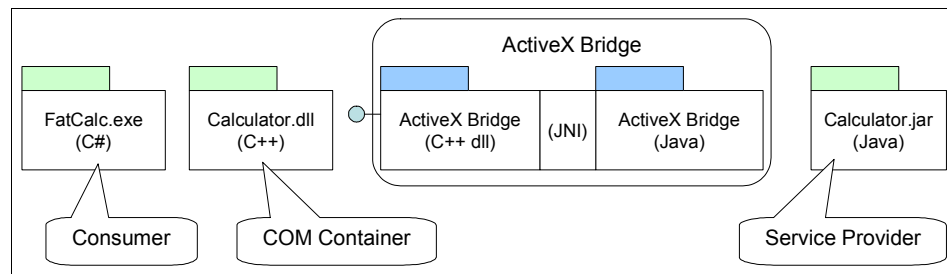 ActiveX Bridge
FatCalc.exe
(C#)
Calculator.dll
(C++)
ActiveX Bridge
(C++ dll)
(JNI)
ActiveX Bridge
(Java)
Calculator.jar
(Java)
Consumer
COM Container
Service Provider